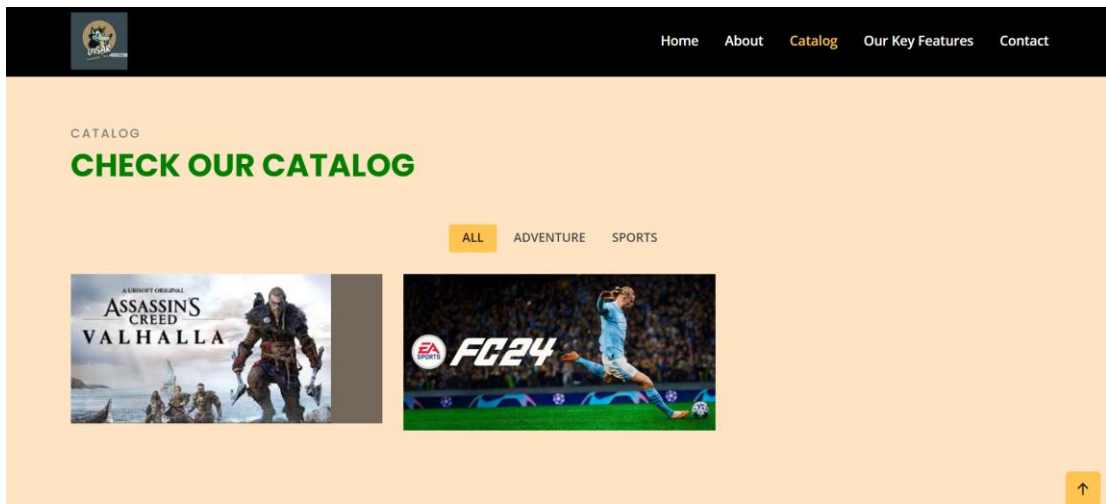 Home About Catalog Our Key Features Contact
CATALOG
CHECK OUR CATALOG
ALL ADVENTURE SPORTS
A UBISOFT ORIGINAL
ASSASSIN'S
CREED
VALHALLA
EA
SPORTS
FC24